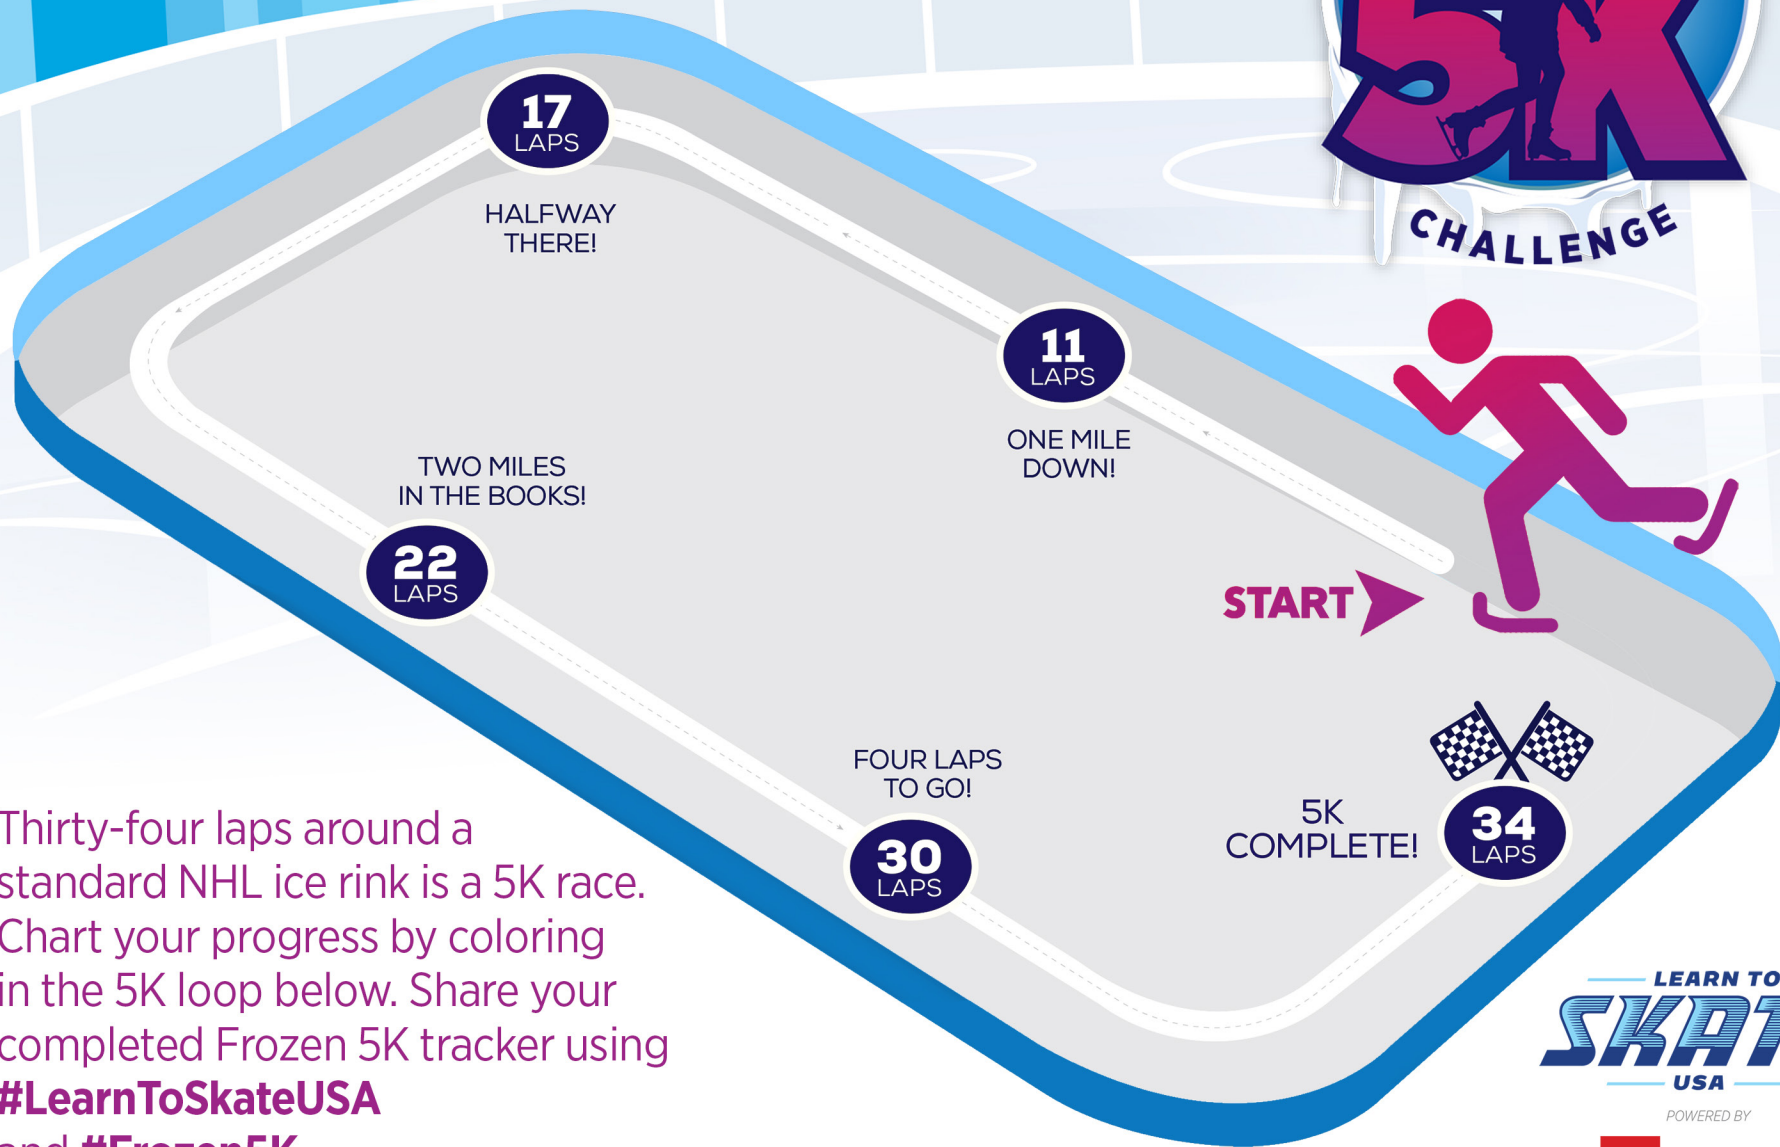 5K
CHALLENGE
17
LAPS
HALFWAY
THERE!
11
LAPS
ONE MILE
DOWN!
TWO MILES
IN THE BOOKS!
22
LAPS
START
FOUR LAPS
TO GO!
30
LAPS
5K
COMPLETE!
34
LAPS
Thirty-four laps around a
standard NHL ice rink is a 5K race.
Chart your progress by coloring
in the 5K loop below. Share your
completed Frozen 5K tracker using
#LearnToSkateUSA
and #Frozen5K
LEARN TO
SKAT
USA
POWERED BY